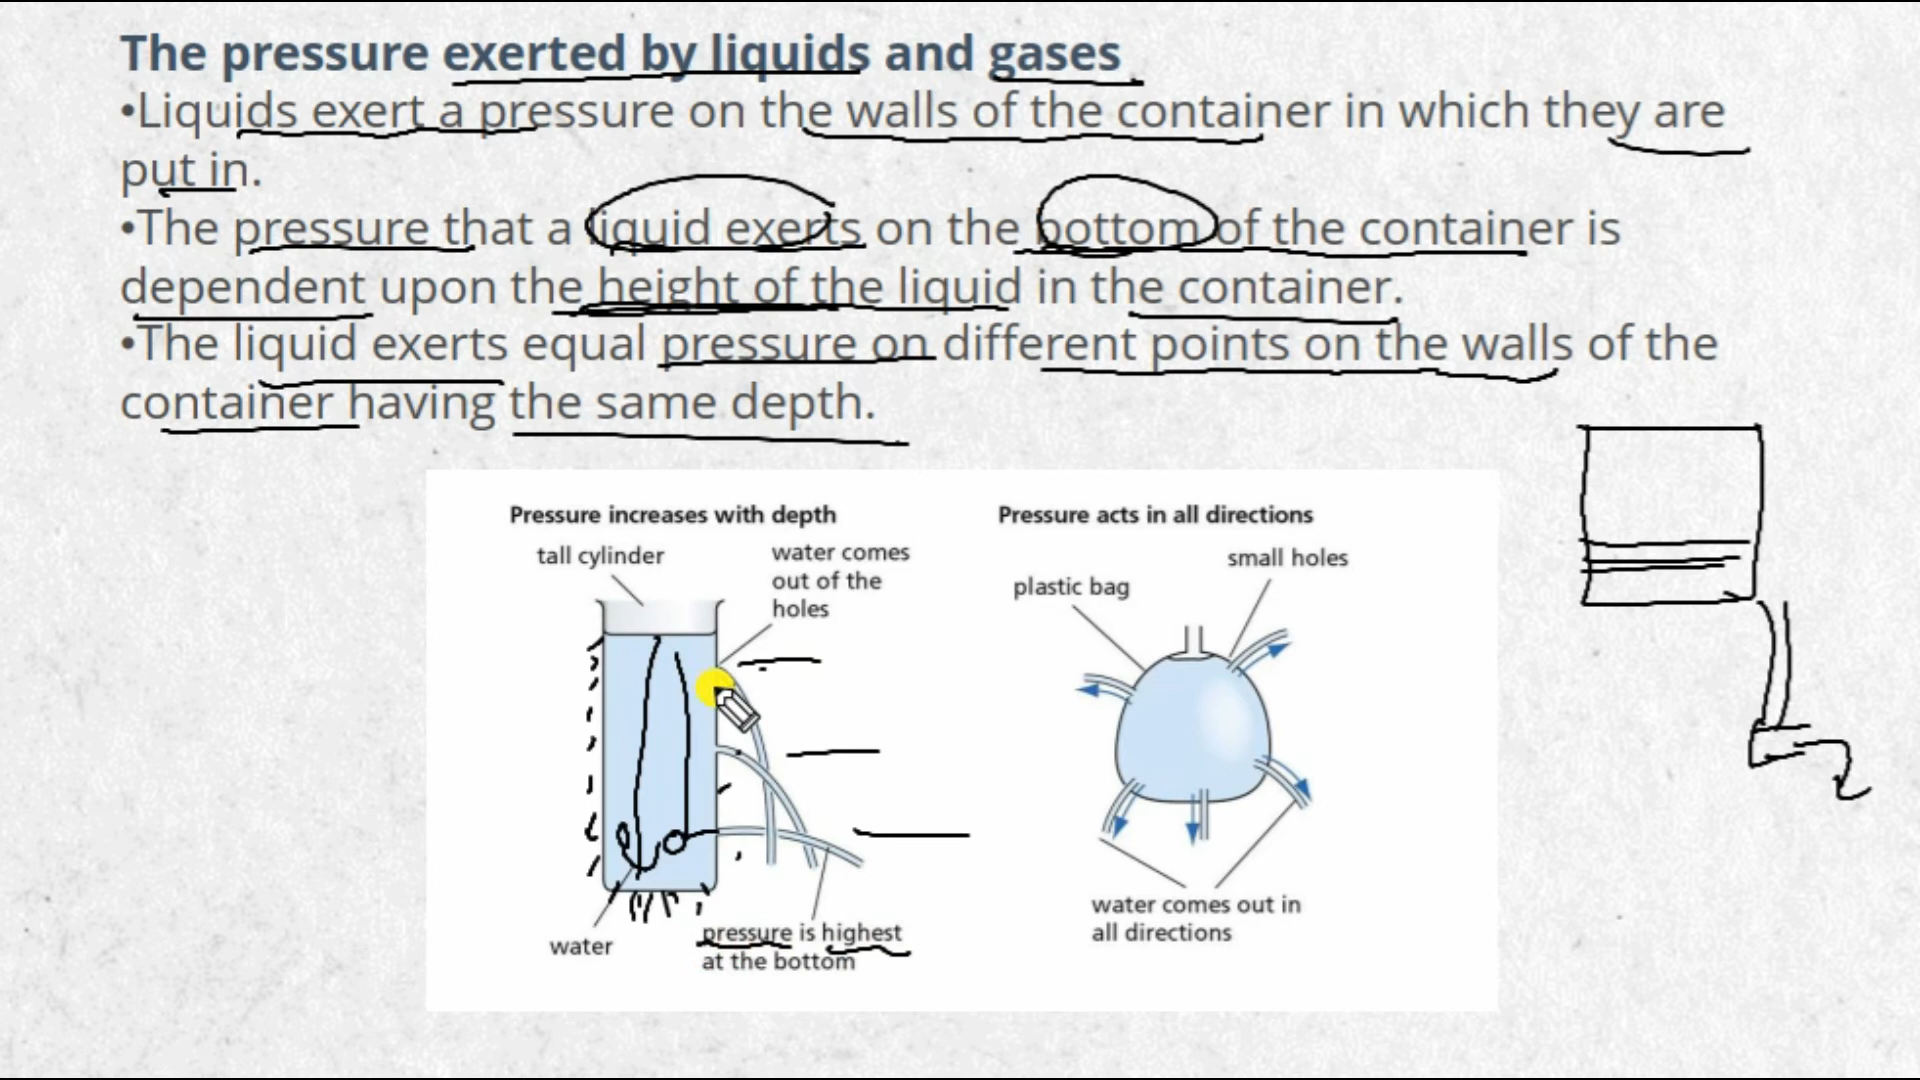 The pressure exerted by liquids and gases
•Liquids exert a pressure on the walls of the container in which they are
put in.
•The pressure that a liquid exerts on the bottom of the container is
dependent upon the height of the liquid in the container.
•The liquid exerts equal pressure on different points on the walls of the
container having the same depth.
Pressure increases with depth
tall cylinder
water comes
out of the
holes
water
pressure is highest
at the bottom
Pressure acts in all directions
small holes
plastic bag
water comes out in
all directions